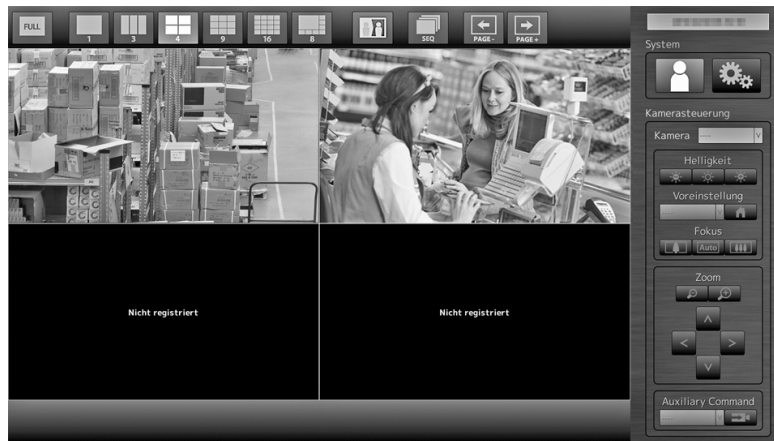 FULL
1
3
4
9
16
8
SEQ
PAGE-
PAGE+
System
Kamerasteuerung
Kamera
Helligkeit
Voreinstellung
Fokus
Auto
Zoom
Auxiliary Command
Nicht registriert
Nicht registriert